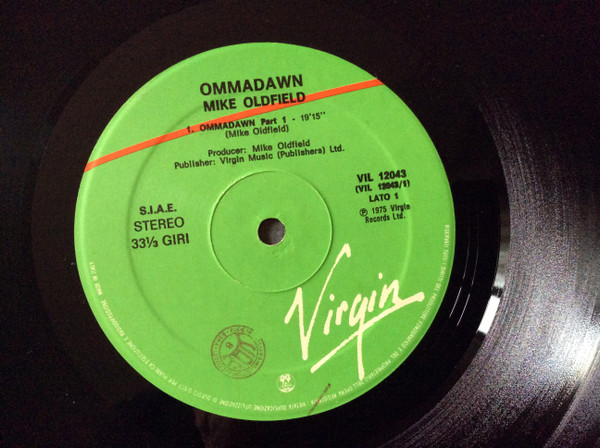 OMMADAWN
MIKE OLDFIELD
1. OMMADAWN Part 1 - 19'15"
(Mike Oldfield)
Producer: Mike Oldfield
Publisher: Virgin Music (Publishers) Ltd.
S.I.A.E.
STEREO
33⅓ GIRI
VIL 12043
(VIL 12043/1)
LATO 1
℗ 1975 Virgin
Records Ltd.
Virgin